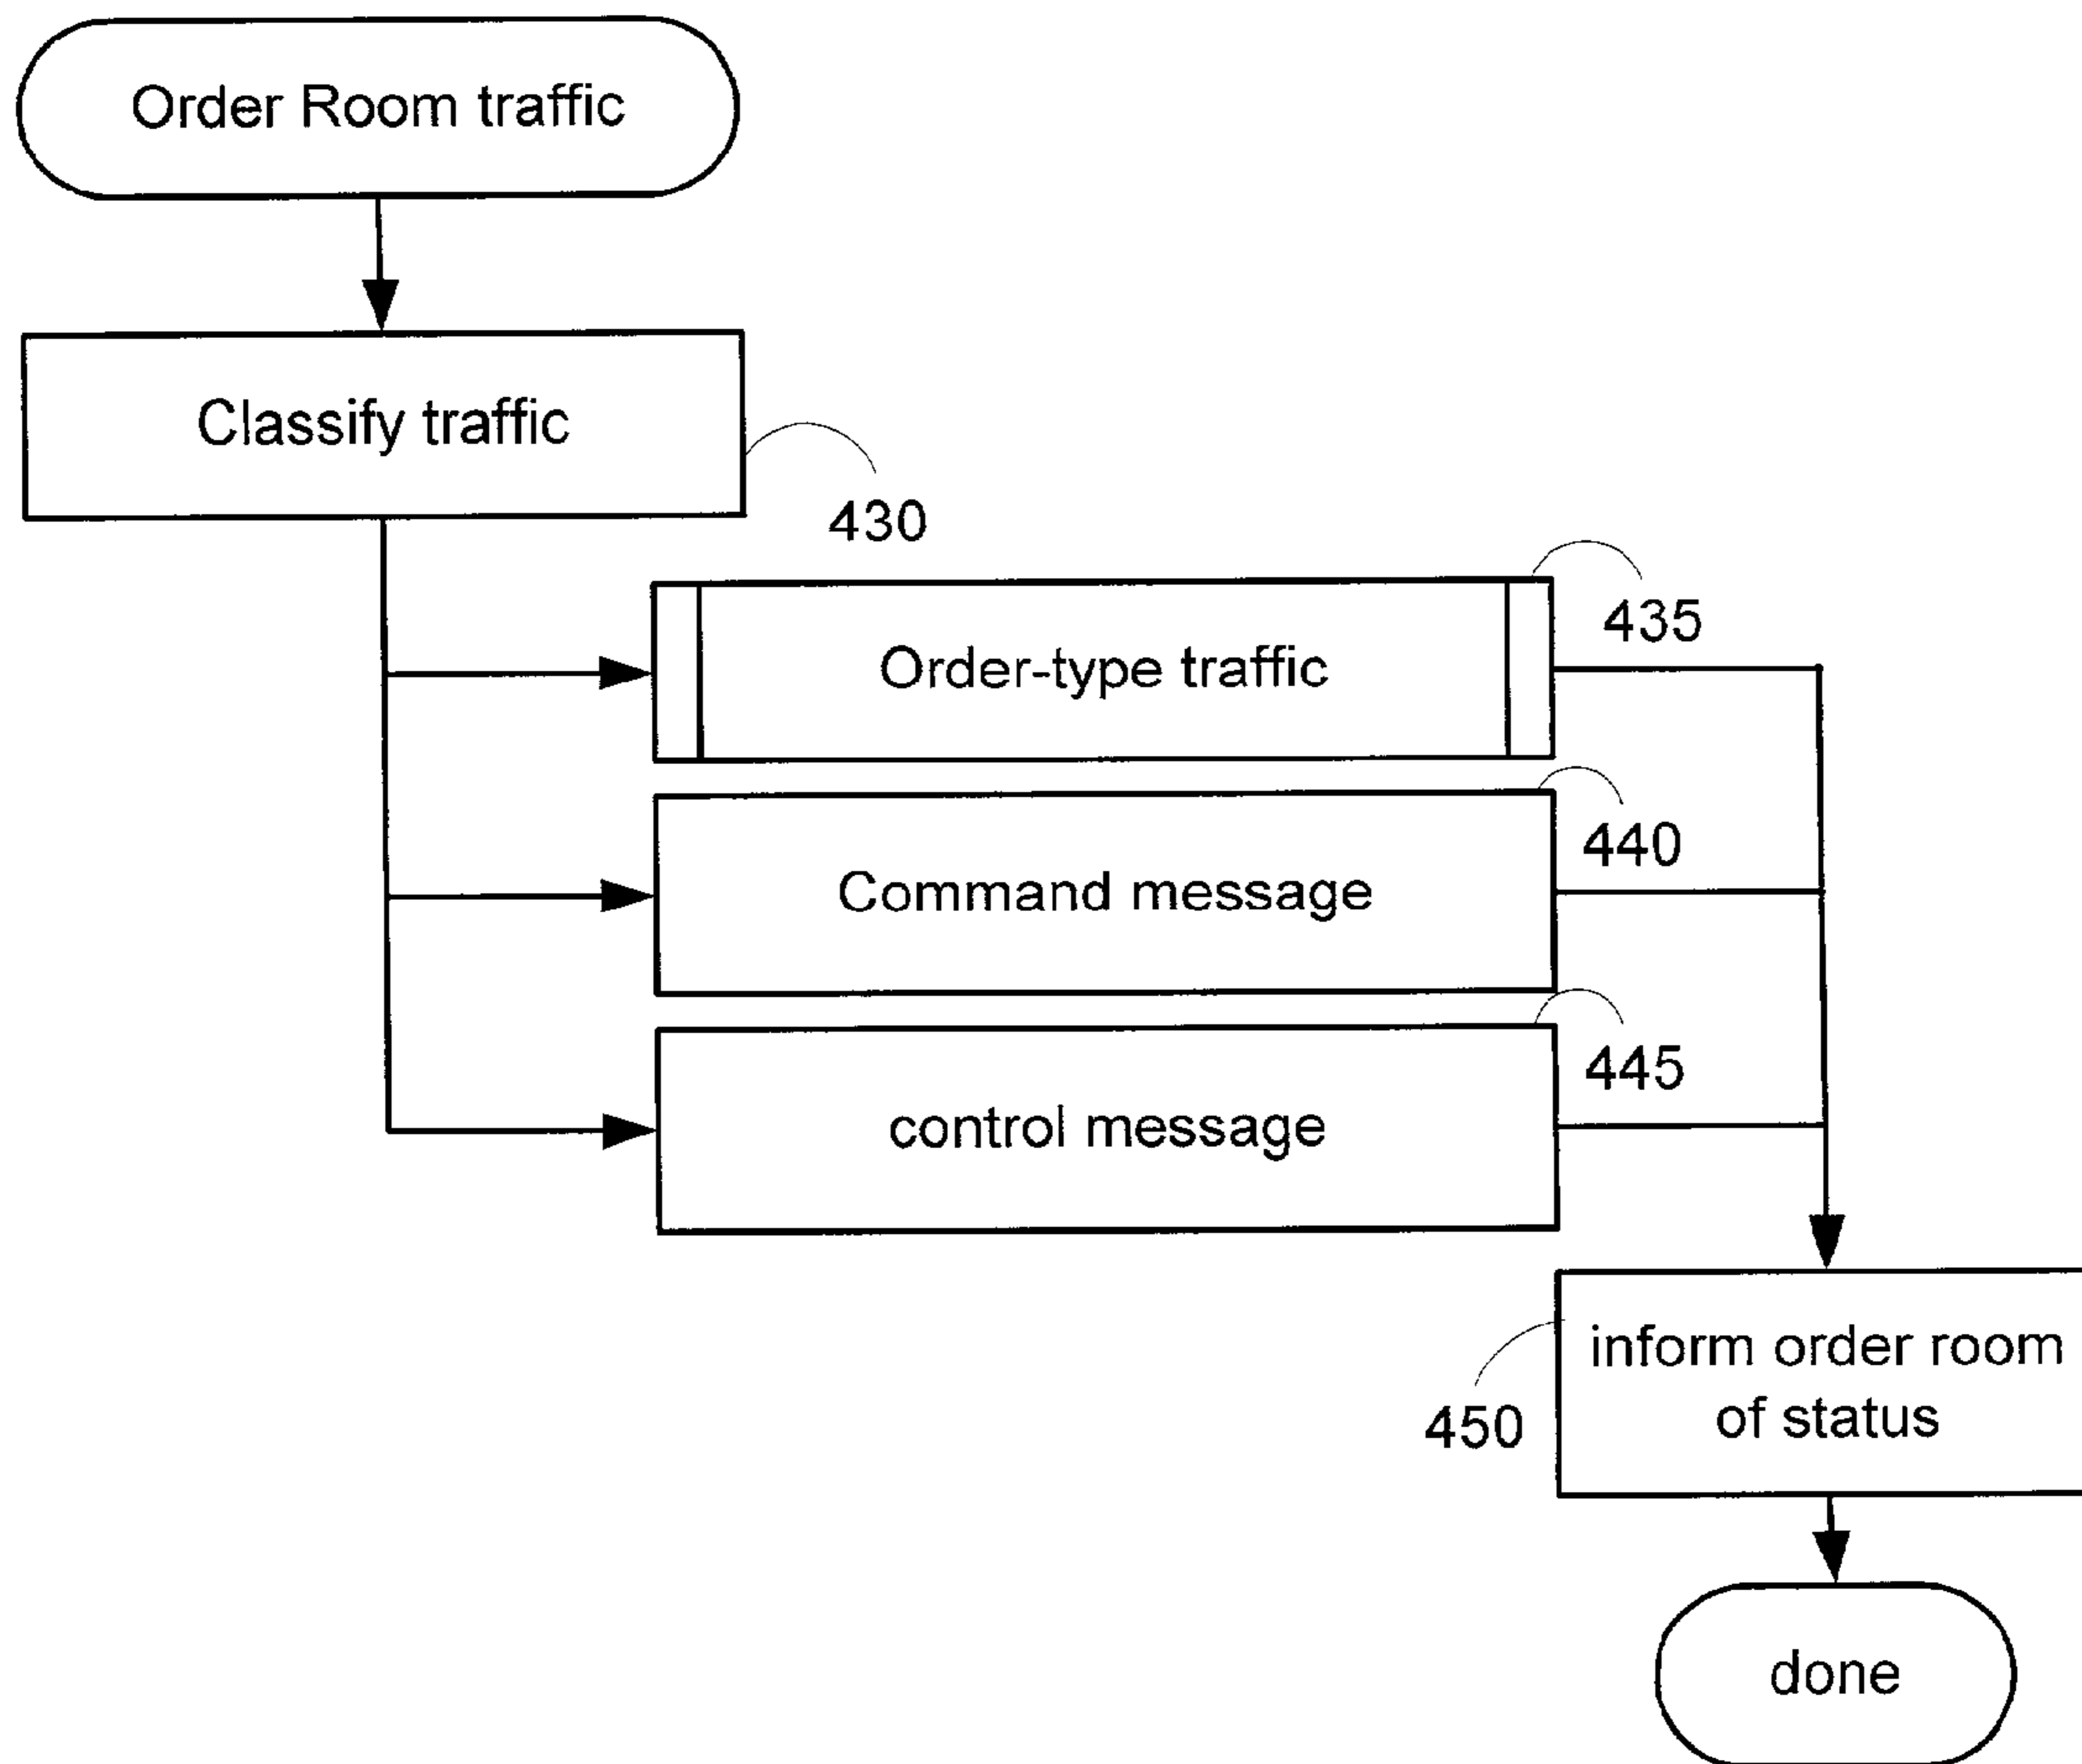 Order Room traffic
Classify traffic
430
435
Order-type traffic
440
Command message
445
control message
inform order room
of status
450
done